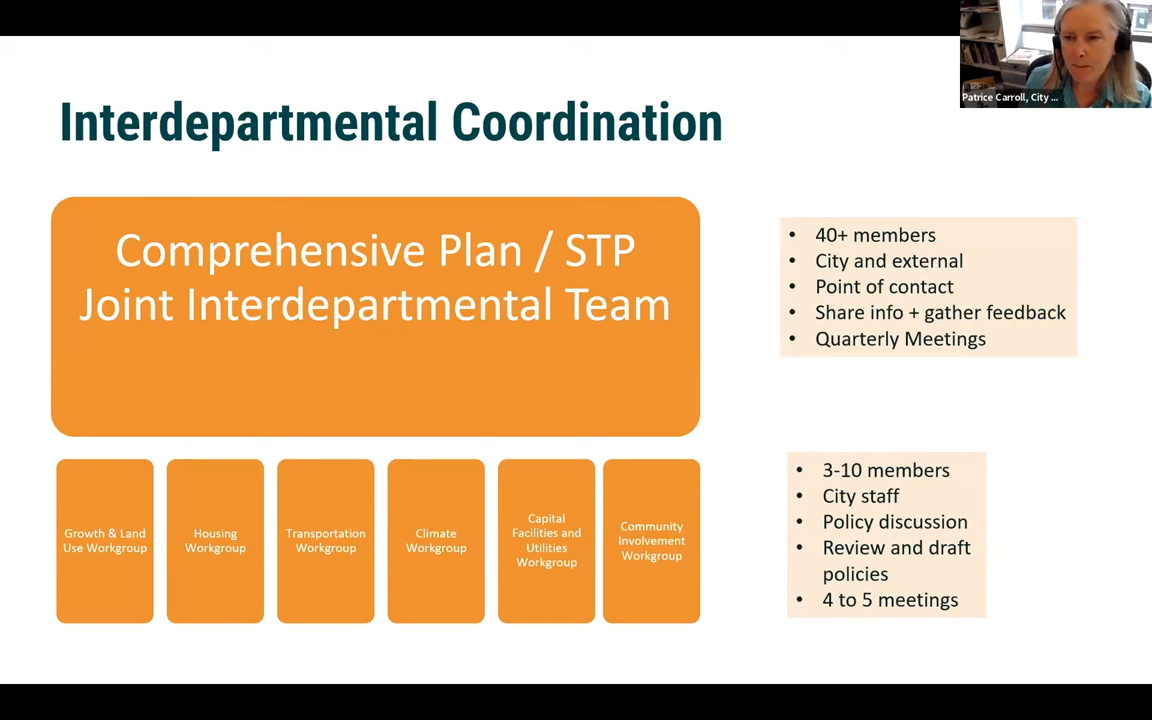 Patrice Carroll, City ...
Interdepartmental Coordination
Comprehensive Plan / STP
Joint Interdepartmental Team
• 40+ members
• City and external
• Point of contact
• Share info + gather feedback
• Quarterly Meetings
Growth & Land
Use Workgroup
Housing
Workgroup
Transportation
Workgroup
Climate
Workgroup
Capital
Facilities and
Utilities
Workgroup
Community
Involvement
Workgroup
• 3-10 members
• City staff
• Policy discussion
• Review and draft
policies
• 4 to 5 meetings